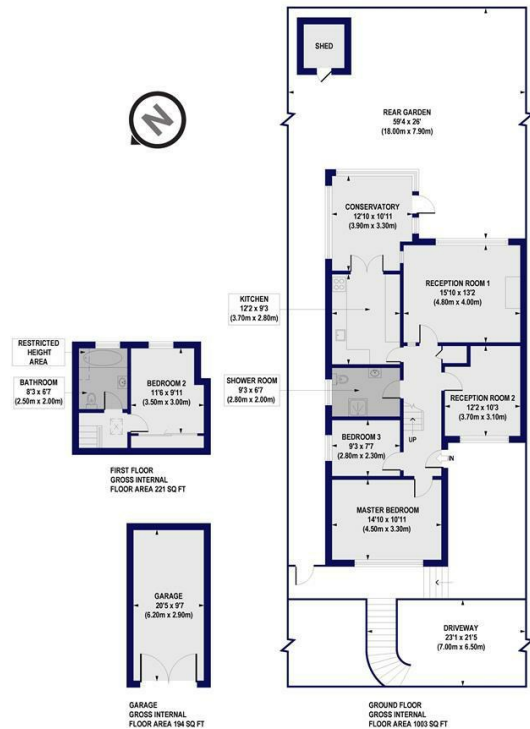 SHED
N
REAR GARDEN
59'4 x 26'
(18.00m x 7.90m)
CONSERVATORY
12'10 x 10'11
(3.90m x 3.30m)
KITCHEN
12'2 x 9'3
(3.70m x 2.80m)
RECEPTION ROOM 1
15'10 x 13'2
(4.80m x 4.00m)
RESTRICTED
HEIGHT
AREA
BATHROOM
8'3 x 6'7
(2.50m x 2.00m)
BEDROOM 2
11'6 x 9'11
(3.50m x 3.00m)
SHOWER ROOM
9'3 x 6'7
(2.80m x 2.00m)
RECEPTION ROOM 2
12'2 x 10'3
(3.70m x 3.10m)
BEDROOM 3
9'3 x 7'7
(2.80m x 2.30m)
UP
IN
FIRST FLOOR
GROSS INTERNAL
FLOOR AREA 221 SQ FT
MASTER BEDROOM
14'10 x 10'11
(4.50m x 3.30m)
GARAGE
20'5 x 9'7
(6.20m x 2.90m)
DRIVEWAY
23'1 x 21'5
(7.00m x 6.50m)
GARAGE
GROSS INTERNAL
FLOOR AREA 194 SQ FT
GROUND FLOOR
GROSS INTERNAL
FLOOR AREA 1003 SQ FT